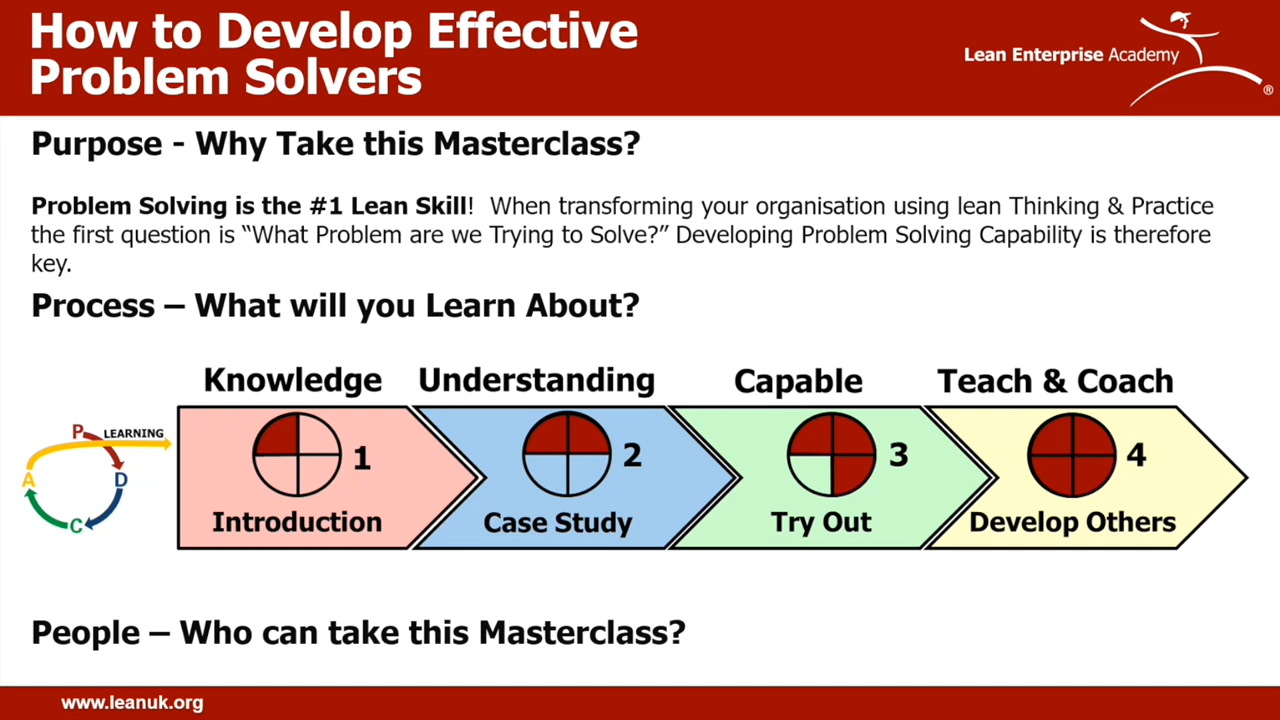 How to Develop Effective
Problem Solvers
Lean Enterprise Academy
®
Purpose - Why Take this Masterclass?
Problem Solving is the #1 Lean Skill! When transforming your organisation using lean Thinking & Practice
the first question is “What Problem are we Trying to Solve?” Developing Problem Solving Capability is therefore
key.
Process – What will you Learn About?
Knowledge Understanding Capable Teach & Coach
P LEARNING
A D
C
1 2 3 4
Introduction Case Study Try Out Develop Others
People – Who can take this Masterclass?
www.leanuk.org